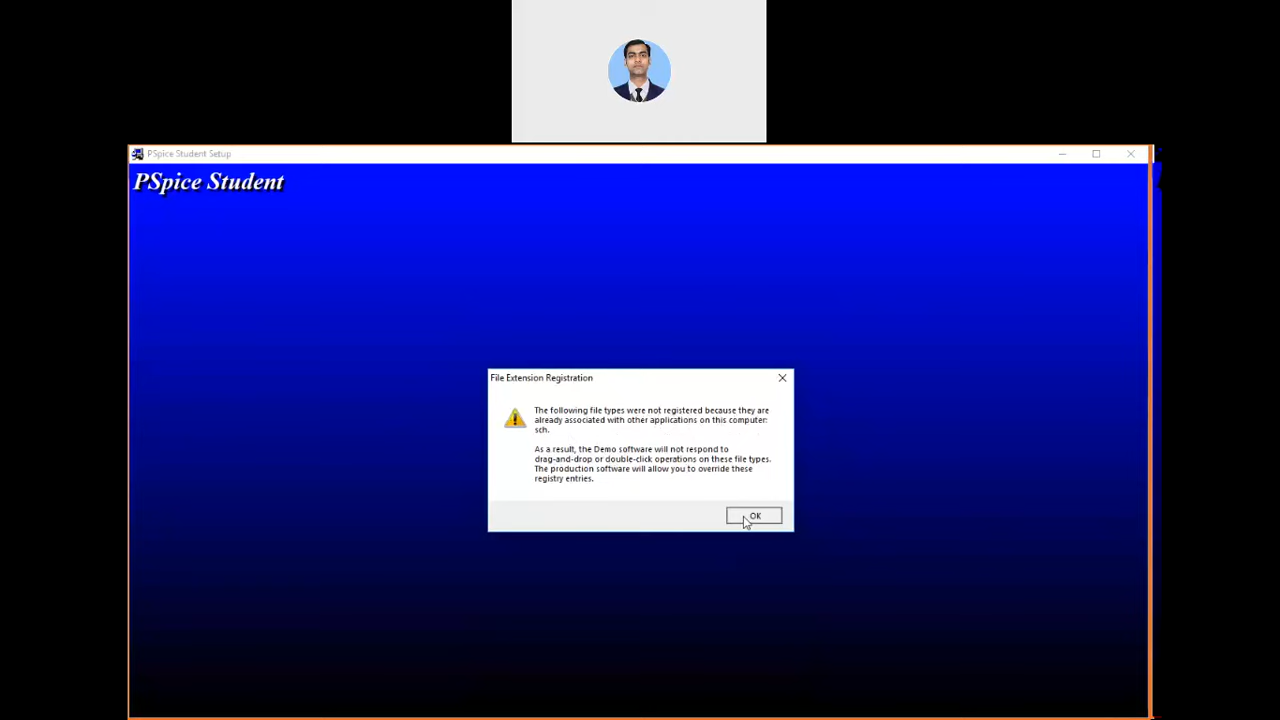 PSpice Student Setup
PSpice Student
File Extension Registration
The following file types were not registered because they are
already associated with other applications on this computer:
sch.
As a result, the Demo software will not respond to
drag-and-drop or double-click operations on these file types.
The production software will allow you to override these
registry entries.
OK